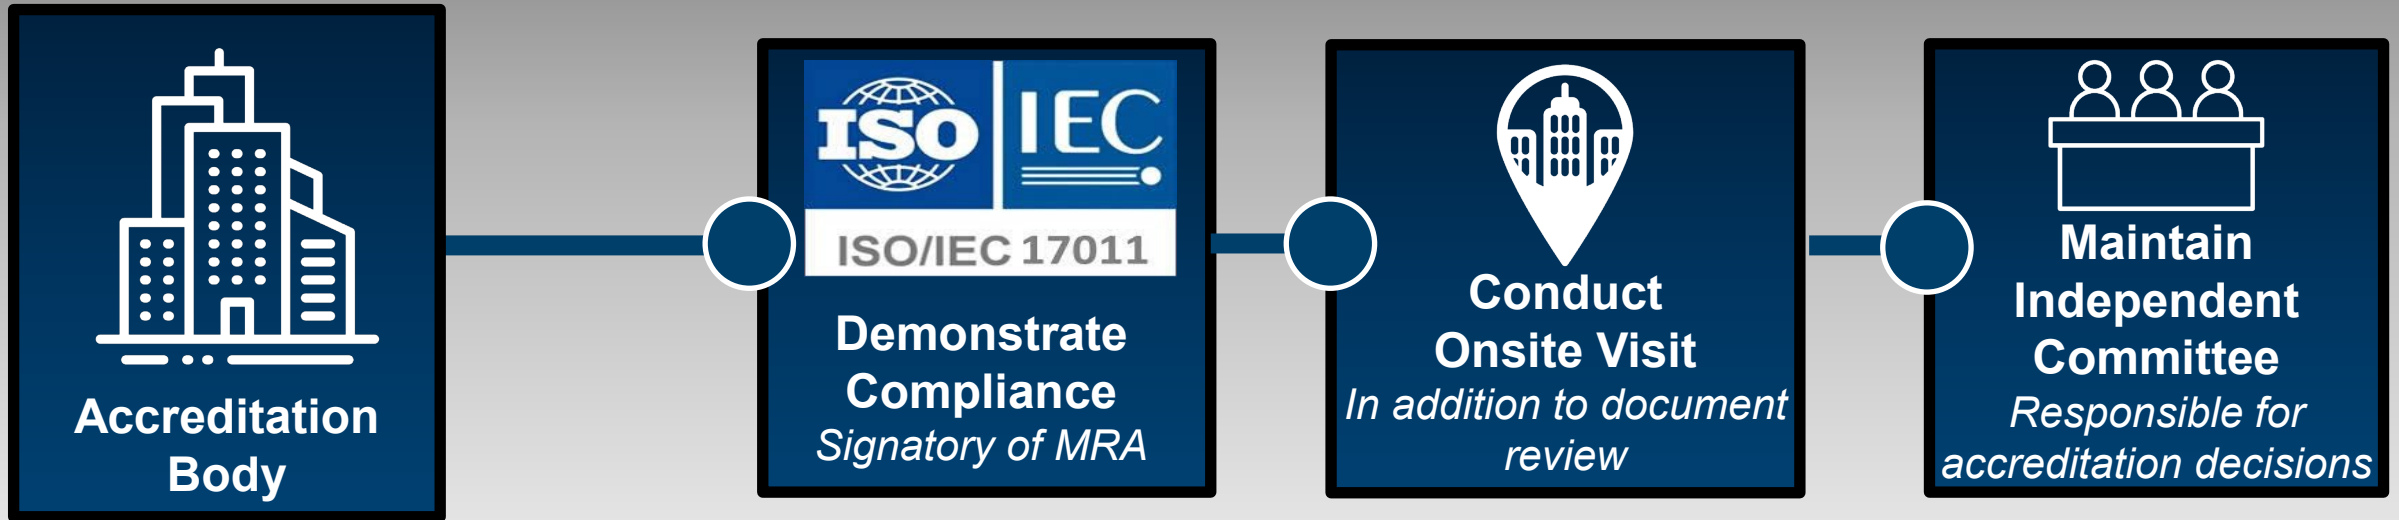 Accreditation
Body
ISO
IEC
ISO/IEC 17011
Demonstrate
Compliance
Signatory of MRA
Conduct
Onsite Visit
In addition to document
review
Maintain
Independent
Committee
Responsible for
accreditation decisions